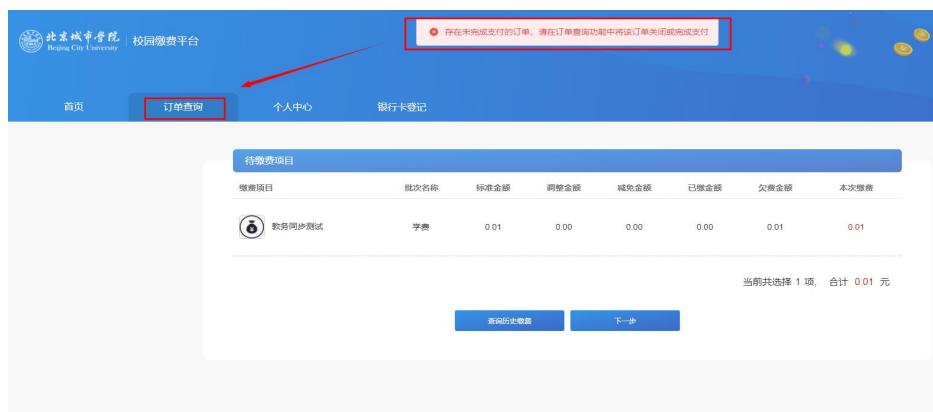 存在未完成支付的订单，请在订单查询功能中将该订单关闭或完成支付
北京城市学院 校园缴费平台
Beijing City University
首页 订单查询 个人中心 银行卡登记
待缴费项目
缴费项目 批次名称 标准金额 调整金额 减免金额 已缴金额 欠费金额 本次缴费
教务同步测试 学费 0.01 0.00 0.00 0.00 0.01 0.01
当前共选择 1 项， 合计 0.01 元
查询历史缴费 下一步